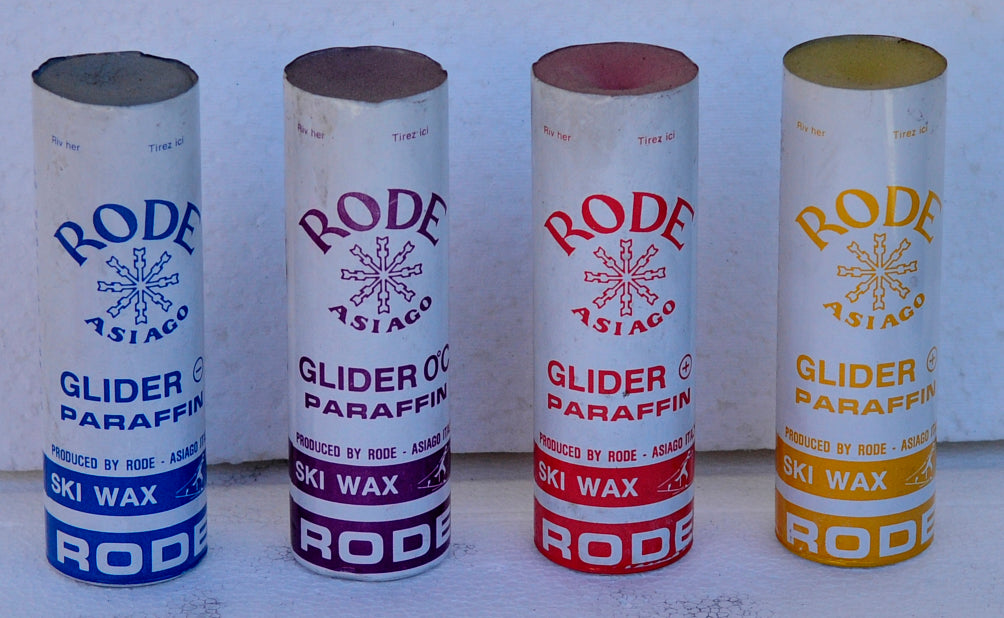 Riv her Tirez ici
RODE
ASIAGO
GLIDER ⊖
PARAFFIN
PRODUCED BY RODE - ASIAGO ITA
SKI WAX
RODE
Riv her Tirez ici
RODE
ASIAGO
GLIDER 0°C
PARAFFIN
PRODUCED BY RODE - ASIAGO ITA
SKI WAX
RODE
Riv her Tirez ici
RODE
ASIAGO
GLIDER ⊕
PARAFFIN
PRODUCED BY RODE - ASIAGO ITA
SKI WAX
RODE
Riv her Tirez ici
RODE
ASIAGO
GLIDER ⊕
PARAFFIN
PRODUCED BY RODE - ASIAGO ITA
SKI WAX
RODE